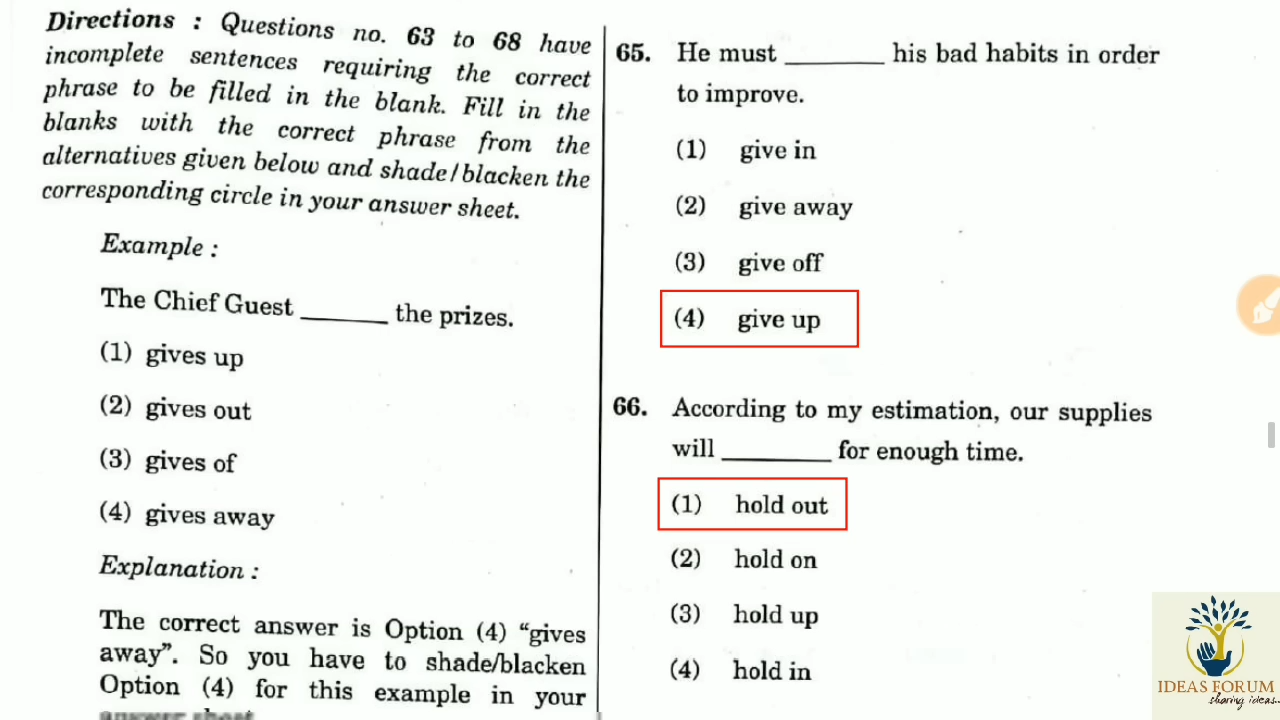 Directions : Questions no. 63 to 68 have
incomplete sentences requiring the correct
phrase to be filled in the blank. Fill in the
blanks with the correct phrase from the
alternatives given below and shade/blacken the
corresponding circle in your answer sheet.
Example :
The Chief Guest ______ the prizes.
(1) gives up
(2) gives out
(3) gives of
(4) gives away
Explanation :
The correct answer is Option (4) “gives
away”. So you have to shade/blacken
Option (4) for this example in your
answer sheet
65. He must ________ his bad habits in order
to improve.
(1) give in
(2) give away
(3) give off
(4) give up
66. According to my estimation, our supplies
will _________ for enough time.
(1) hold out
(2) hold on
(3) hold up
(4) hold in
IDEAS FORUM
sharing ideas...